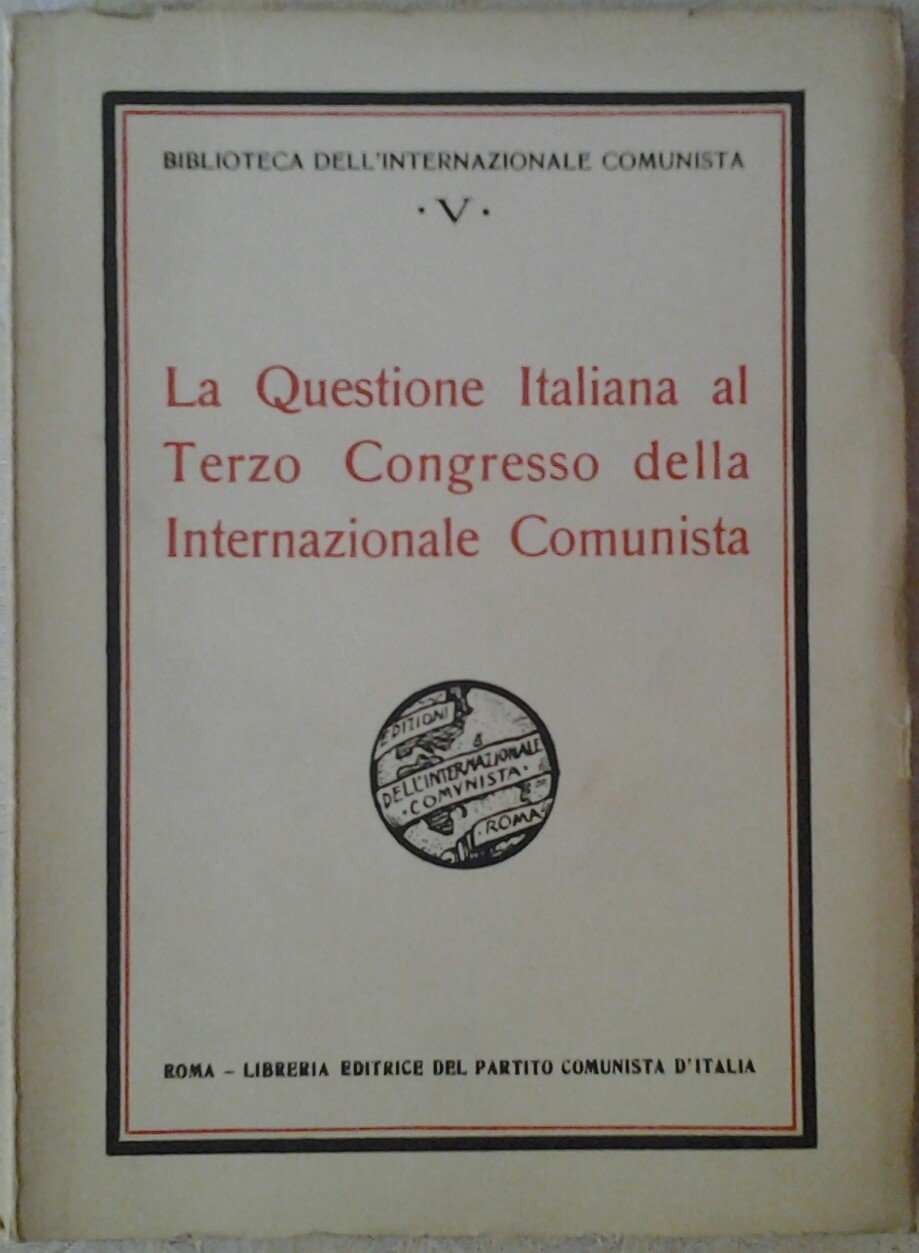 BIBLIOTECA DELL'INTERNAZIONALE COMUNISTA
· V ·
La Questione Italiana al
Terzo Congresso della
Internazionale Comunista
EDIZIONI
DELL'INTERNAZIONALE
· COMVNISTA ·
· ROMA ·
ROMA – LIBRERIA EDITRICE DEL PARTITO COMUNISTA D'ITALIA